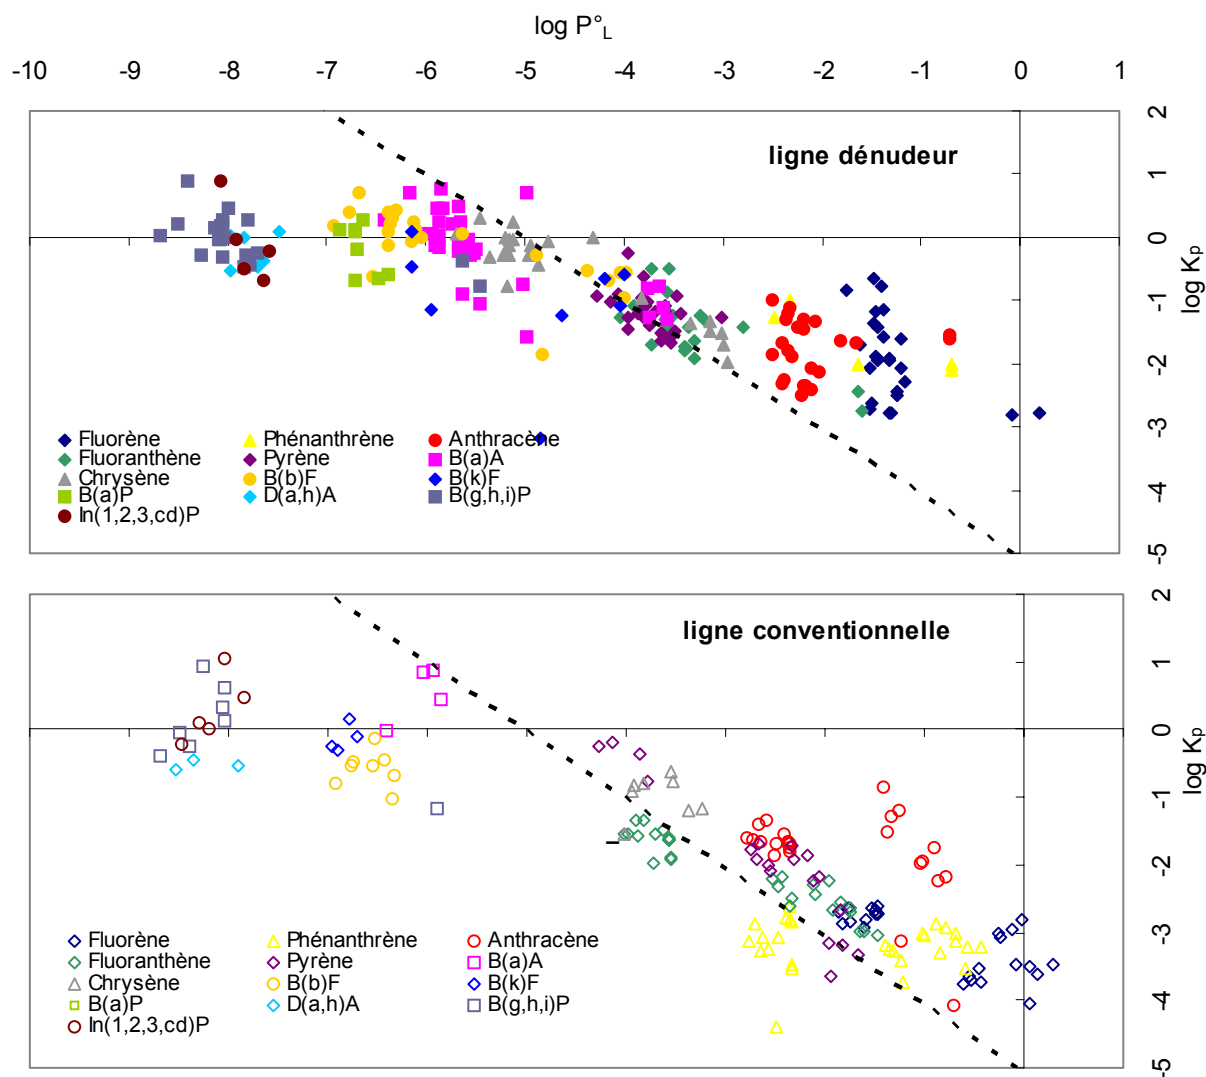 log P°L
-10 -9 -8 -7 -6 -5 -4 -3 -2 -1 0 1
ligne dénudeur
2
1
0
-1
-2
-3
-4
-5
log Kp
Fluorène Phénanthrène Anthracène
Fluoranthène Pyrène B(a)A
Chrysène B(b)F B(k)F
B(a)P D(a,h)A B(g,h,i)P
In(1,2,3,cd)P
ligne conventionnelle
2
1
0
-1
-2
-3
-4
-5
log Kp
Fluorène Phénanthrène Anthracène
Fluoranthène Pyrène B(a)A
Chrysène B(b)F B(k)F
B(a)P D(a,h)A B(g,h,i)P
In(1,2,3,cd)P